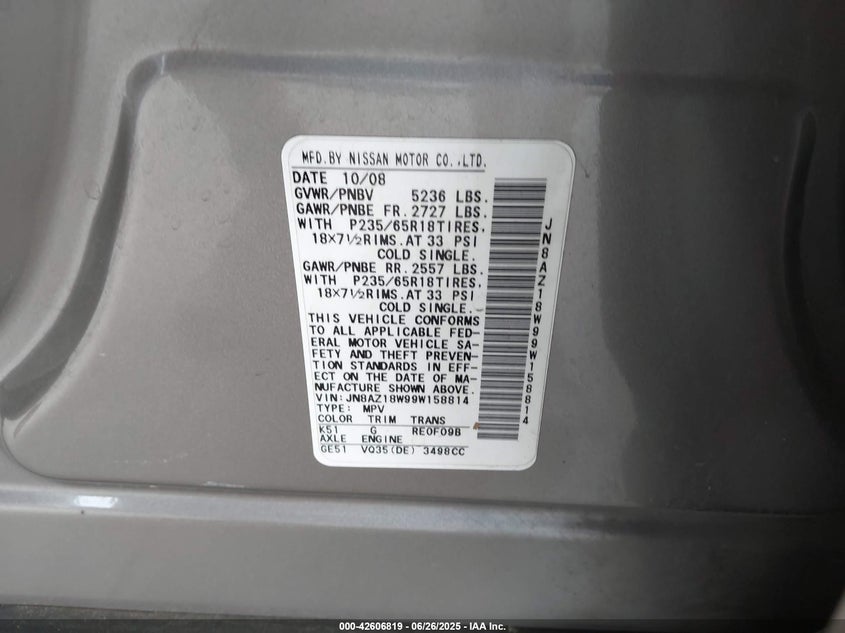 MFD.BY NISSAN MOTOR CO.,LTD.
DATE 10/08
GVWR/PNBV 5236 LBS.
GAWR/PNBE FR. 2727 LBS.
WITH P235/65R18TIRES,
18×7½RIMS.AT 33 PSI
COLD SINGLE.
GAWR/PNBE RR. 2557 LBS.
WITH P235/65R18TIRES,
18×7½RIMS.AT 33 PSI
COLD SINGLE.
THIS VEHICLE CONFORMS
TO ALL APPLICABLE FED-
ERAL MOTOR VEHICLE SA-
FETY AND THEFT PREVEN-
TION STANDARDS IN EFF-
ECT ON THE DATE OF MA-
NUFACTURE SHOWN ABOVE.
VIN:JN8AZ18W99W158814
TYPE: MPV
COLOR TRIM TRANS
K51 G RE0F09B
AXLE ENGINE
GE51 VQ35(DE) 3498CC
JN8AZ18W99W158814
000-42606819 - 06/26/2025 - IAA Inc.